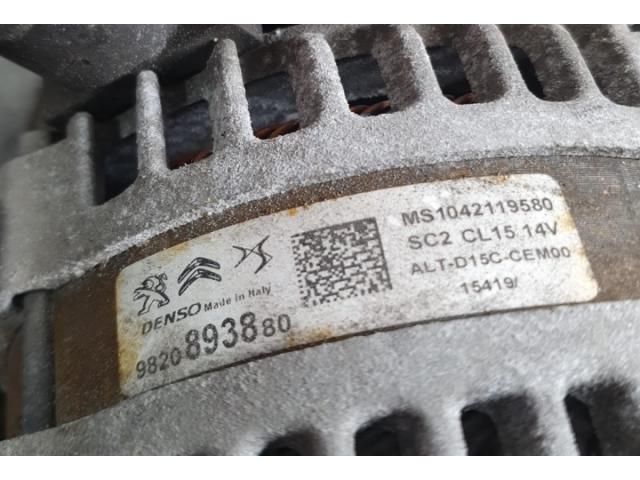 MS1042119580
SC2 CL15 14V
ALT-D15C-CEM00
15419/
DENSO Made in Italy
9820893880